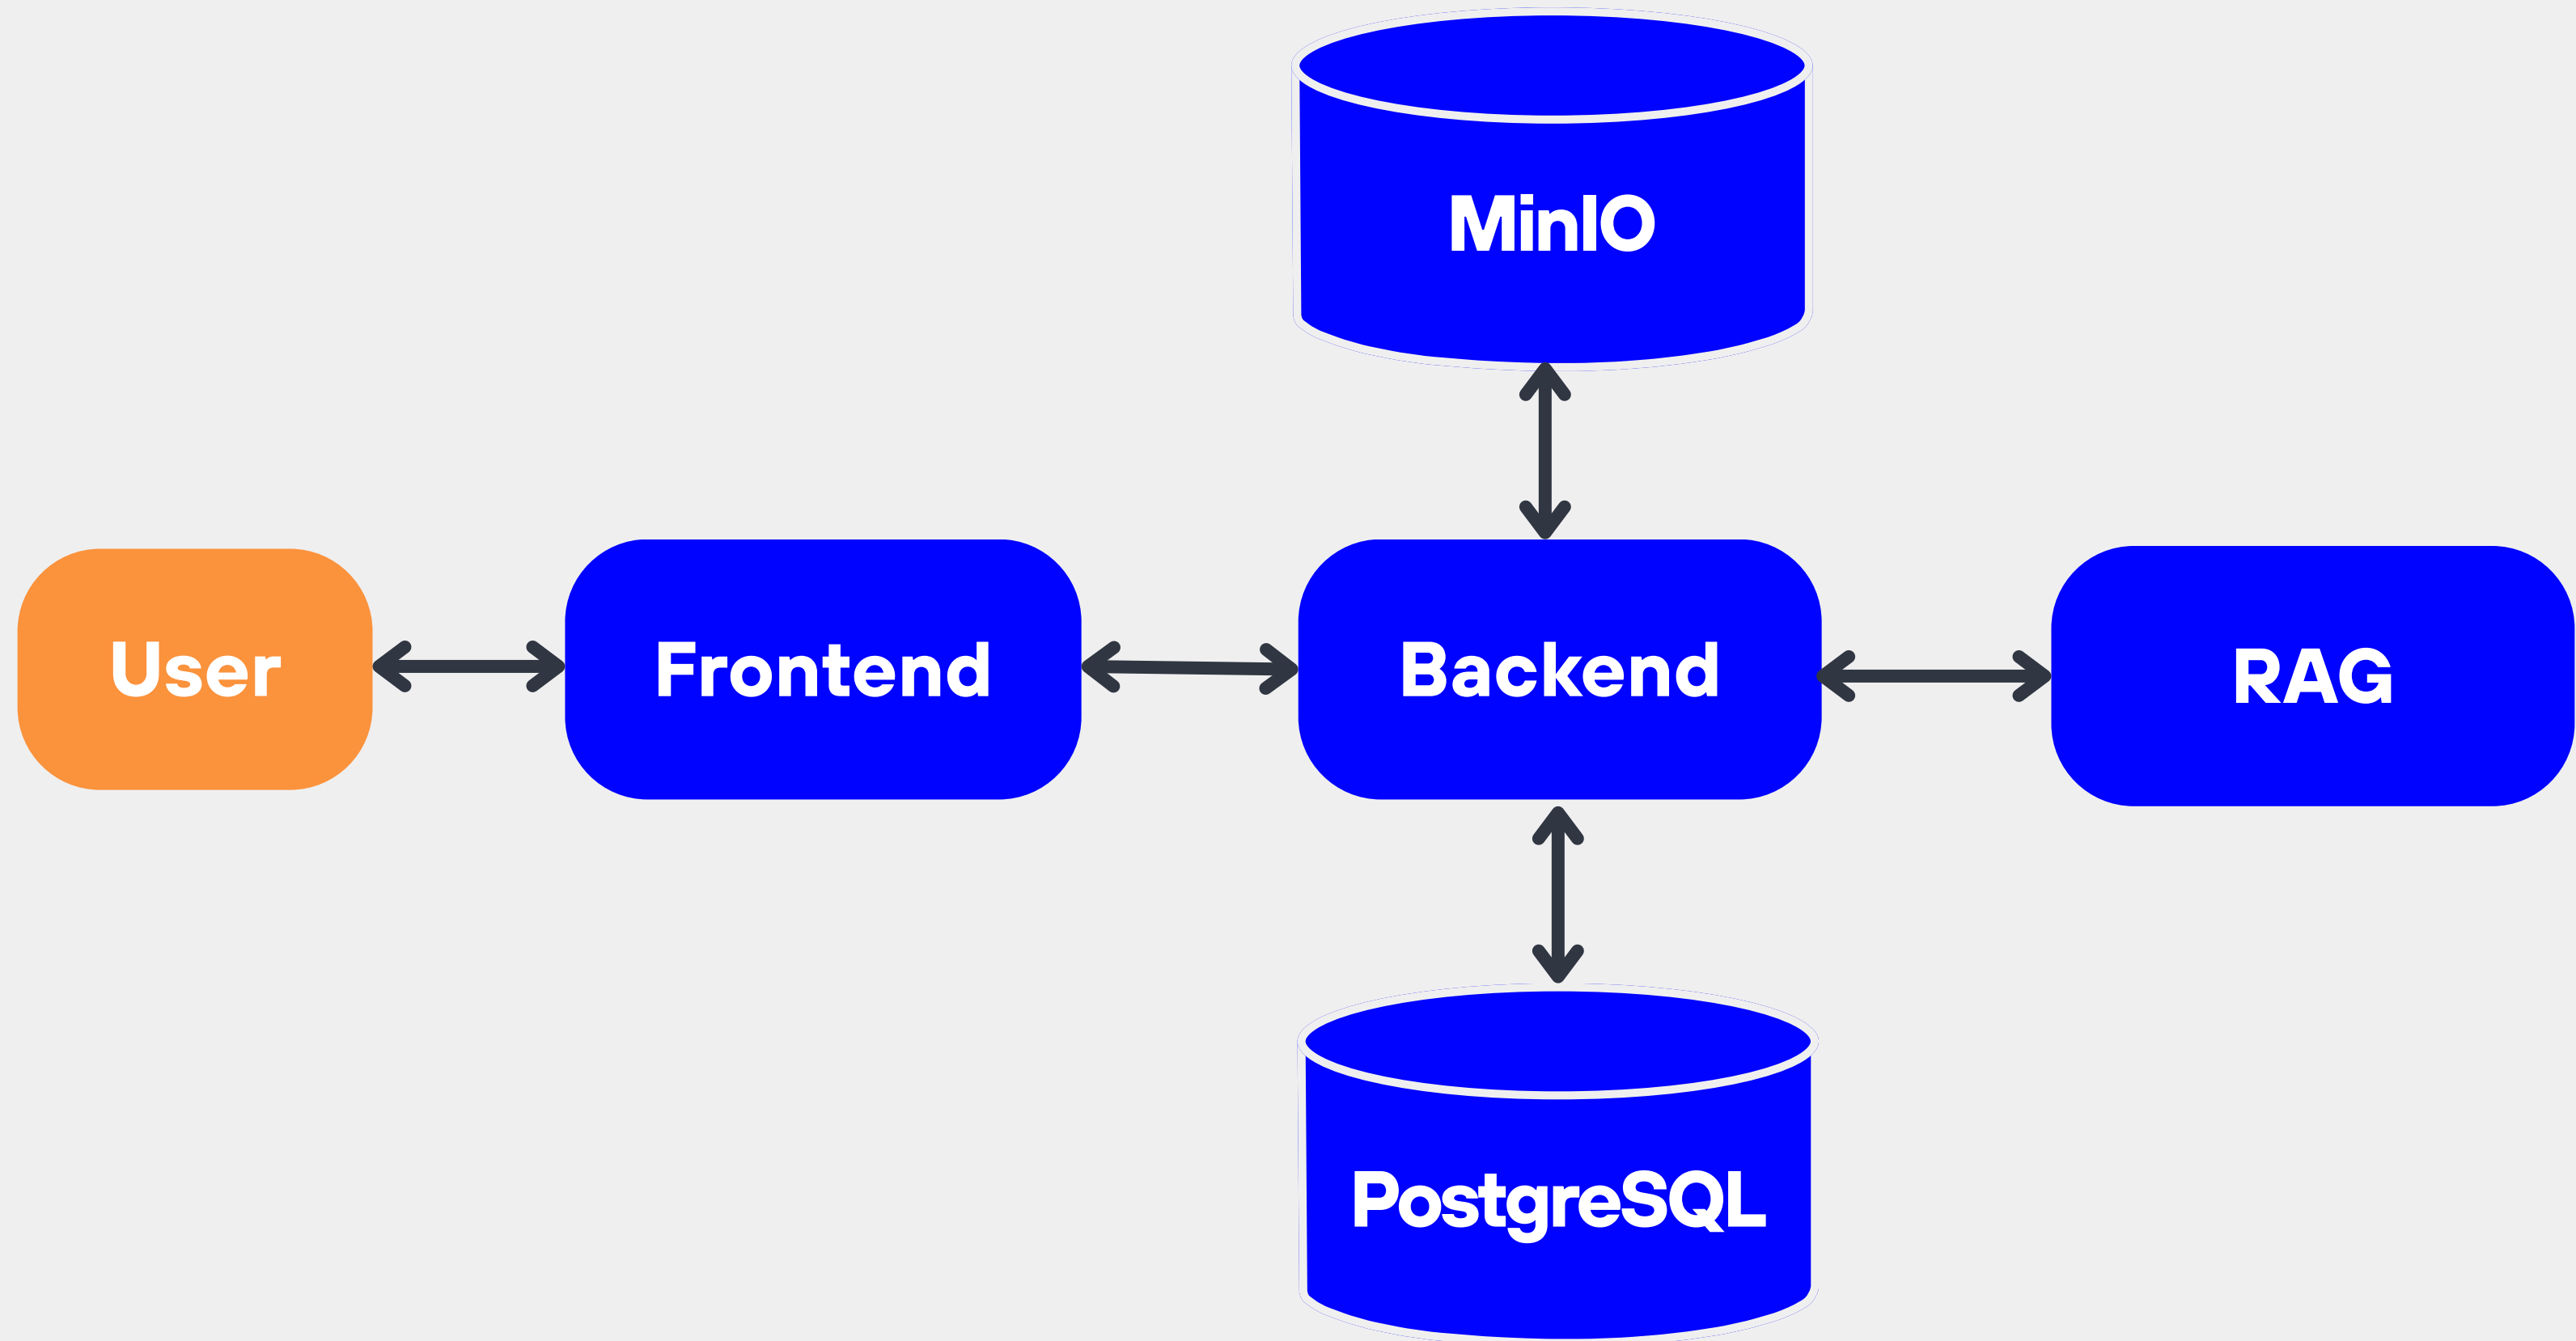 MinIO
User
Frontend
Backend
RAG
PostgreSQL